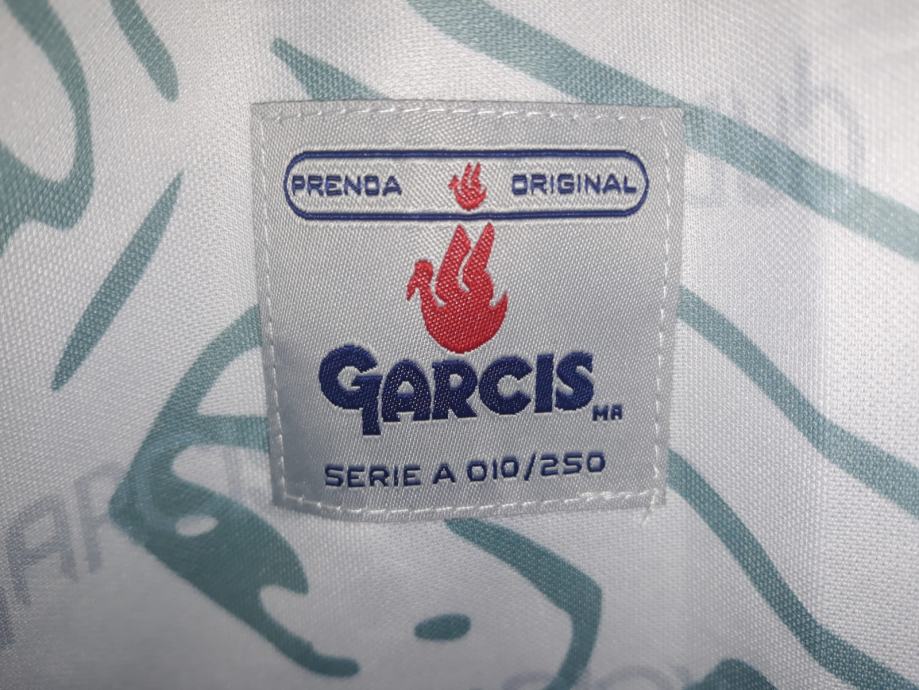 PRENDA ORIGINAL
GARCIS MR
SERIE A 010/250